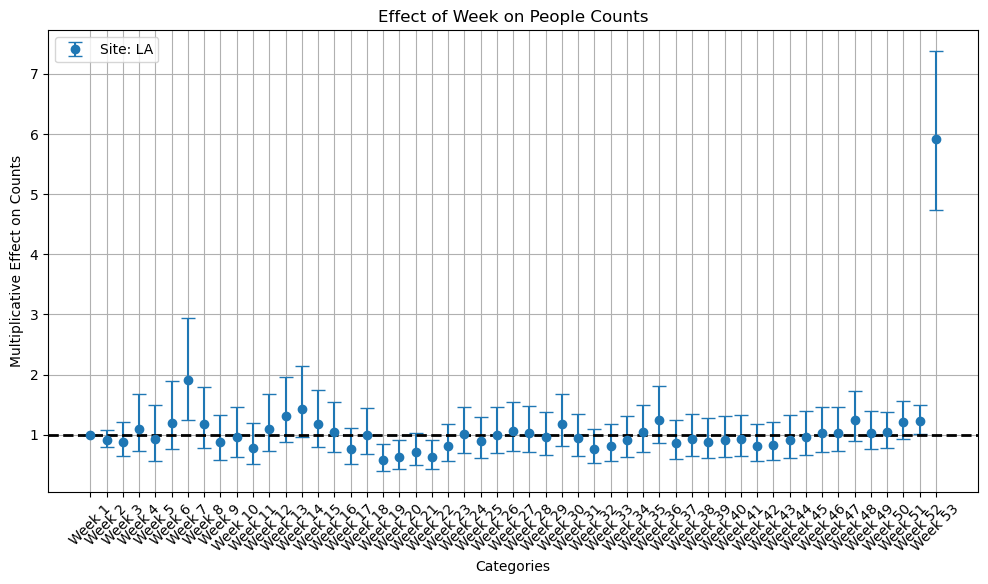 Effect of Week on People Counts
Site: LA
Multiplicative Effect on Counts
7
6
5
4
3
2
1
Week 1
Week 2
Week 3
Week 4
Week 5
Week 6
Week 7
Week 8
Week 9
Week 10
Week 11
Week 12
Week 13
Week 14
Week 15
Week 16
Week 17
Week 18
Week 19
Week 20
Week 21
Week 22
Week 23
Week 24
Week 25
Week 26
Week 27
Week 28
Week 29
Week 30
Week 31
Week 32
Week 33
Week 34
Week 35
Week 36
Week 37
Week 38
Week 39
Week 40
Week 41
Week 42
Week 43
Week 44
Week 45
Week 46
Week 47
Week 48
Week 49
Week 50
Week 51
Week 52
Week 53
Categories